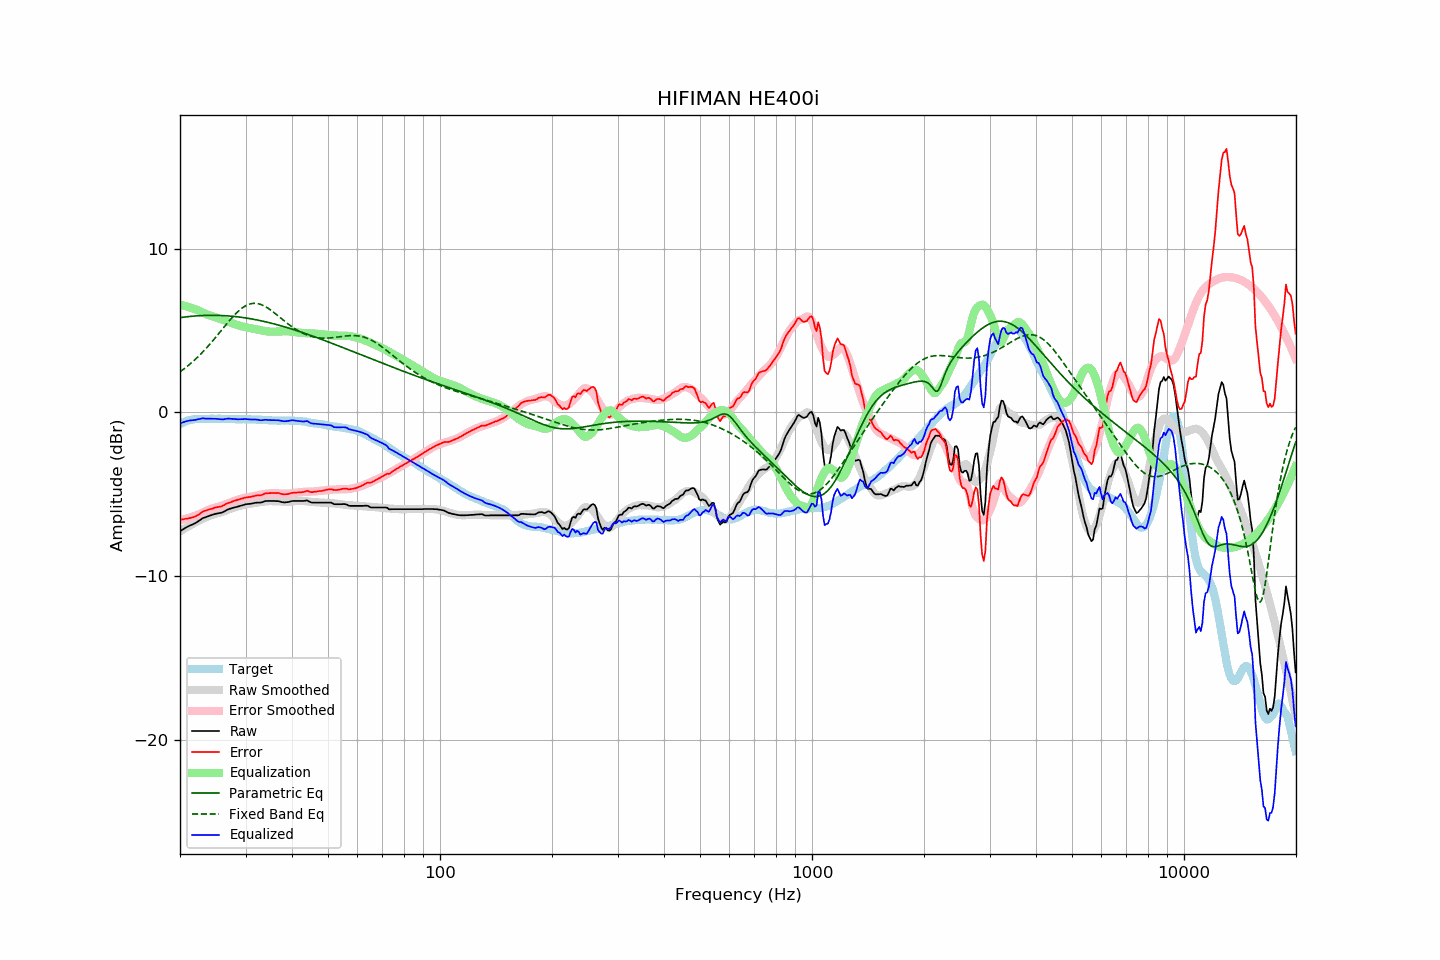 HIFIMAN HE400i
Amplitude (dBr)
10
0
−10
−20
Target
Raw Smoothed
Error Smoothed
Raw
Error
Equalization
Parametric Eq
Fixed Band Eq
Equalized
100
1000
10000
Frequency (Hz)